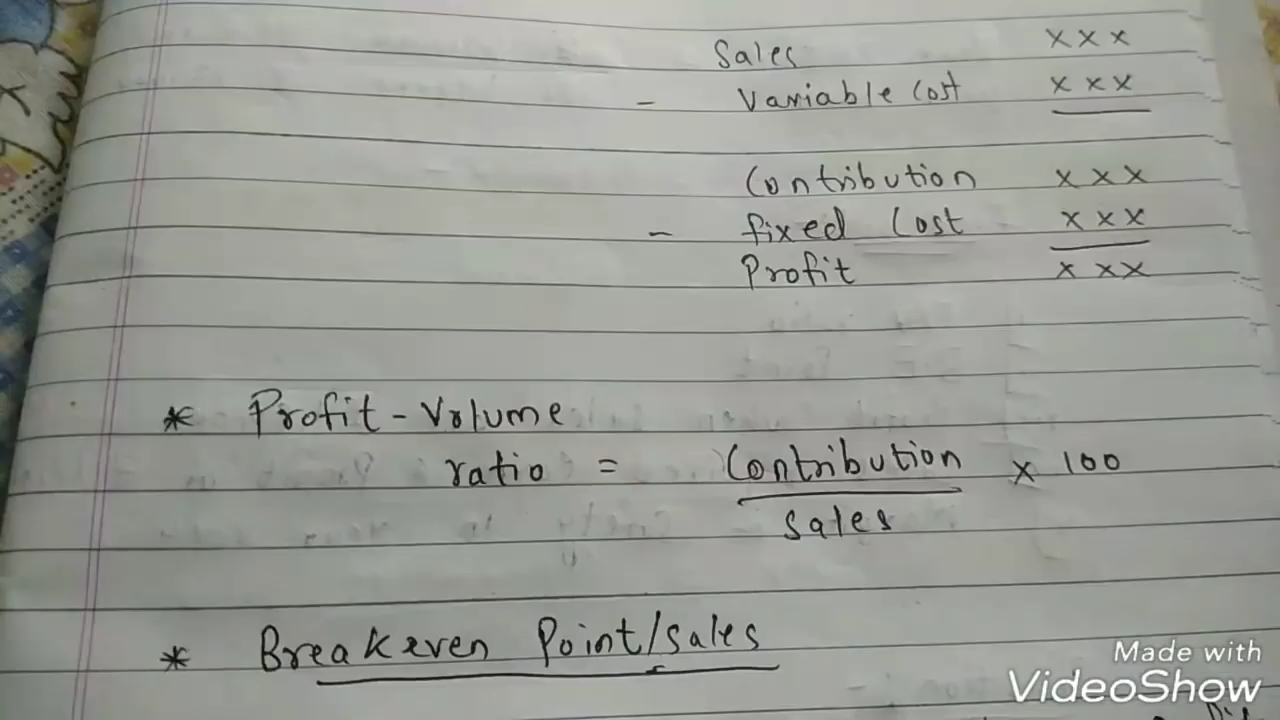 Sales xxx
- Variable Cost xxx
Contribution xxx
- fixed Cost xxx
Profit xxx
* Profit - Volume
ratio = Contribution x 100
Sales
* Breakeven Point/sales
Made with
VideoShow